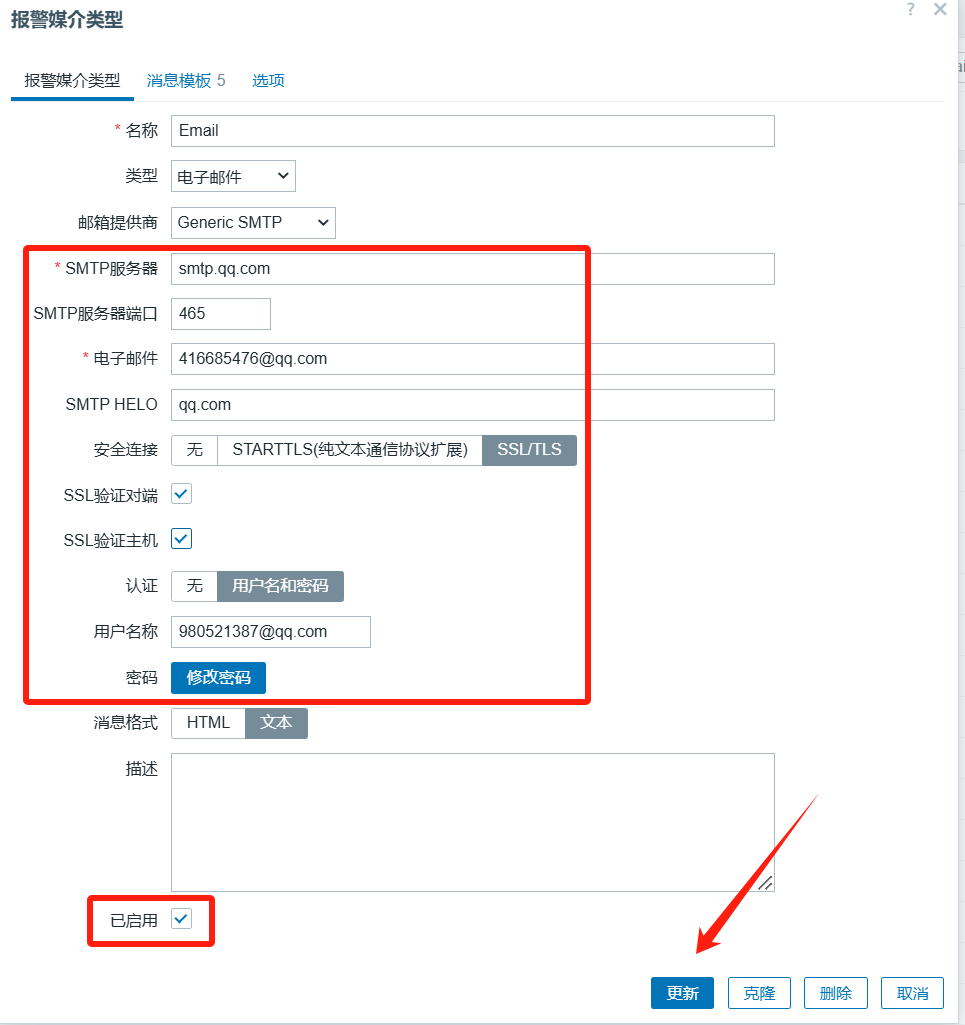 报警媒介类型
? ×
报警媒介类型 消息模板 5 选项
* 名称 Email
类型 电子邮件
邮箱提供商 Generic SMTP
* SMTP服务器 smtp.qq.com
SMTP服务器端口 465
* 电子邮件 416685476@qq.com
SMTP HELO qq.com
安全连接 无 STARTTLS(纯文本通信协议扩展) SSL/TLS
SSL验证对端
SSL验证主机
认证 无 用户名和密码
用户名称 980521387@qq.com
密码 修改密码
消息格式 HTML 文本
描述
已启用
更新 克隆 删除 取消